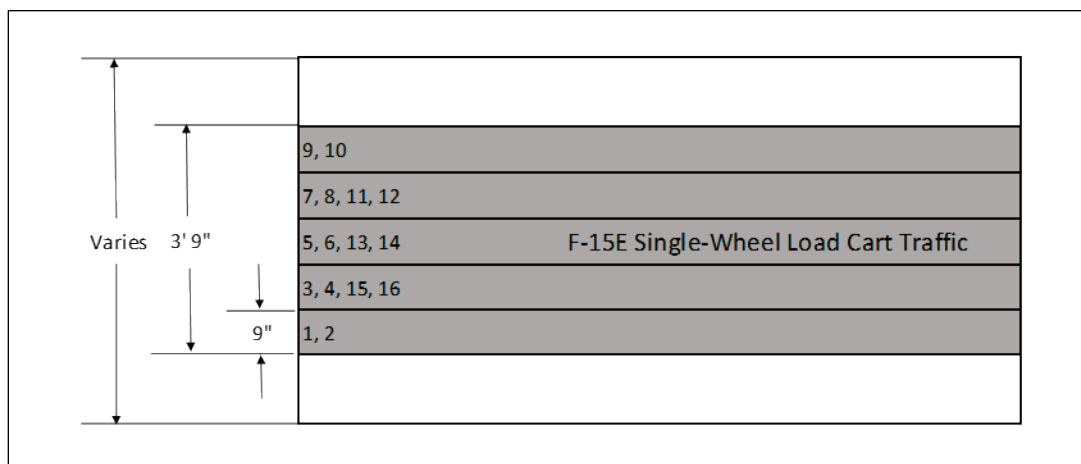 9, 10
7, 8, 11, 12
Varies 3' 9" 5, 6, 13, 14 F-15E Single-Wheel Load Cart Traffic
3, 4, 15, 16
9" 1, 2